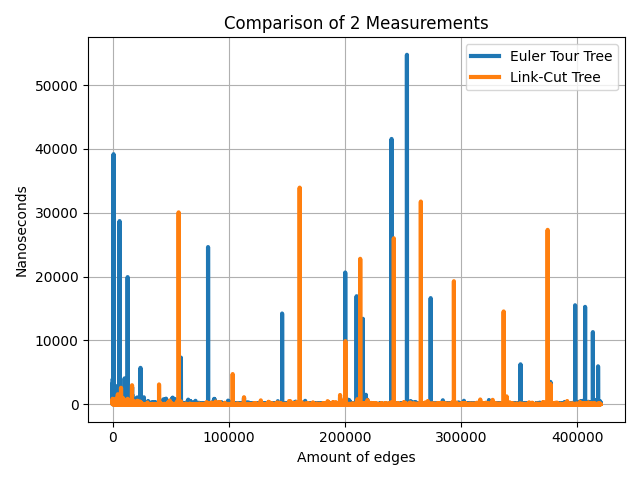 Comparison of 2 Measurements
Euler Tour Tree
Link-Cut Tree
Nanoseconds
50000
40000
30000
20000
10000
0
0 100000 200000 300000 400000
Amount of edges